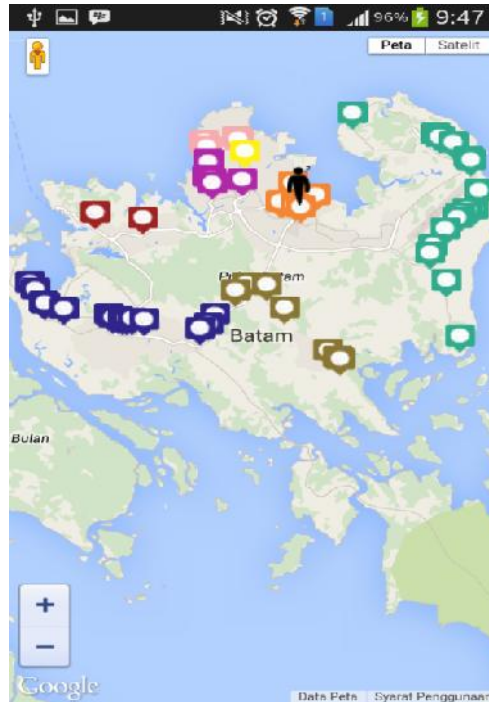 96% 9:47
Peta Satelit
Batam
Bulan
+
−
Google
Data Peta Syarat Penggunaan